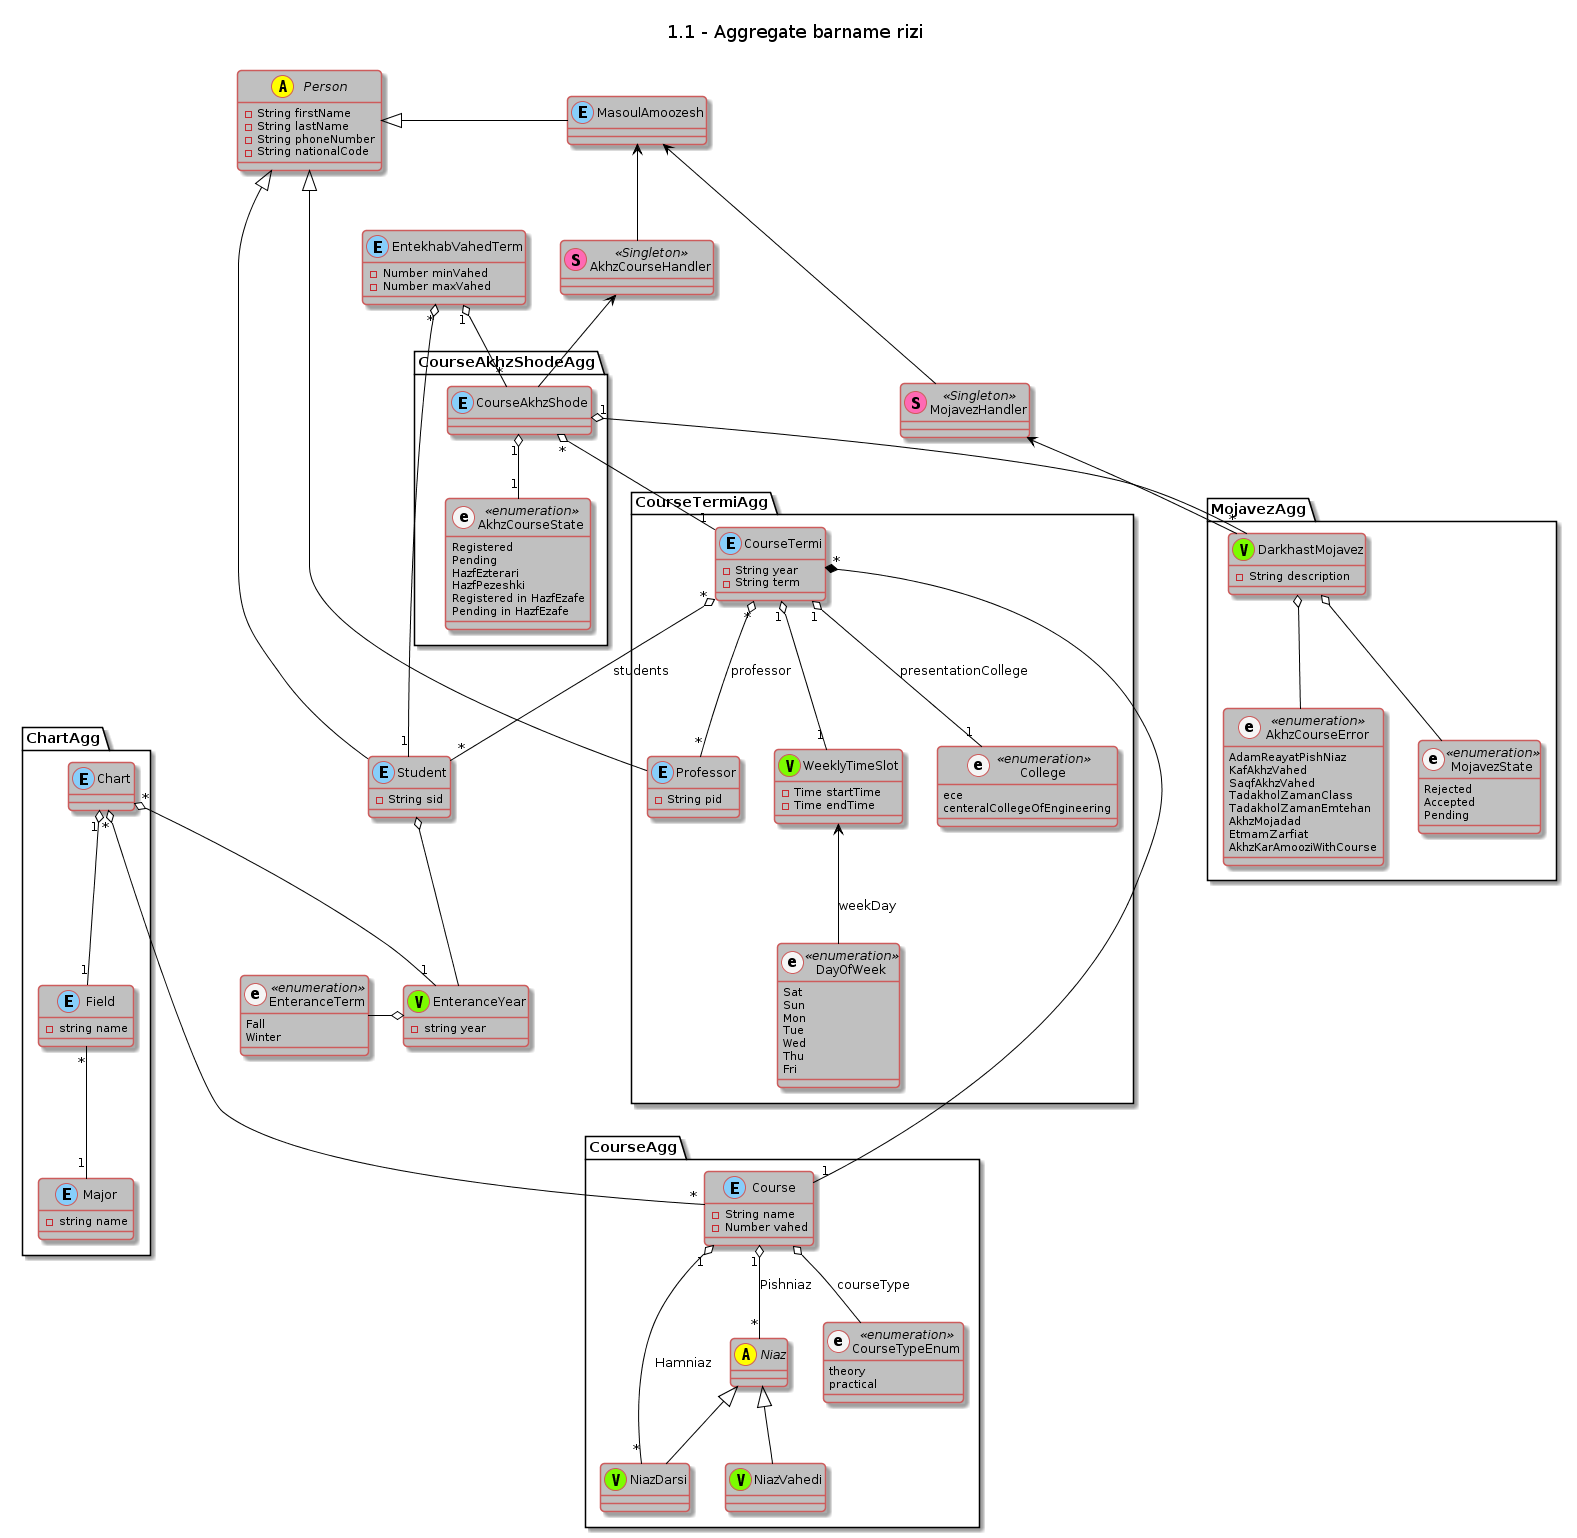 1.1 - Aggregate barname rizi
A Person
String firstName
String lastName
String phoneNumber
String nationalCode
E MasoulAmoozesh
E EntekhabVahedTerm
Number minVahed
Number maxVahed
* 1
S «Singleton»
AkhzCourseHandler
CourseAkhzShodeAgg
*
E CourseAkhzShode
1
1 *
1
e «enumeration»
AkhzCourseState
Registered
Pending
HazfEzterari
HazfPezeshki
Registered in HazfEzafe
Pending in HazfEzafe
S «Singleton»
MojavezHandler
CourseTermiAgg
1
E CourseTermi
String year
String term
*
* * 1 1
students
professor
presentationCollege
MojavezAgg
*
V DarkhastMojavez
String description
e «enumeration»
AkhzCourseError
AdamReayatPishNiaz
KafAkhzVahed
SaqfAkhzVahed
TadakholZamanClass
TadakholZamanEmtehan
AkhzMojadad
EtmamZarfiat
AkhzKarAmooziWithCourse
e «enumeration»
MojavezState
Rejected
Accepted
Pending
ChartAgg
E Chart
*
1 *
1 *
E Student
String sid
*
E Professor
String pid
1
V WeeklyTimeSlot
Time startTime
Time endTime
1
e «enumeration»
College
ece
centeralCollegeOfEngineering
weekDay
e «enumeration»
DayOfWeek
Sat
Sun
Mon
Tue
Wed
Thu
Fri
1
E Field
string name
*
e «enumeration»
EnteranceTerm
Fall
Winter
1
V EnteranceYear
string year
1
E Major
string name
CourseAgg
*
1
E Course
String name
Number vahed
1 1
Pishniaz
courseType
*
Hamniaz
A Niaz
e «enumeration»
CourseTypeEnum
theory
practical
*
V NiazDarsi
V NiazVahedi